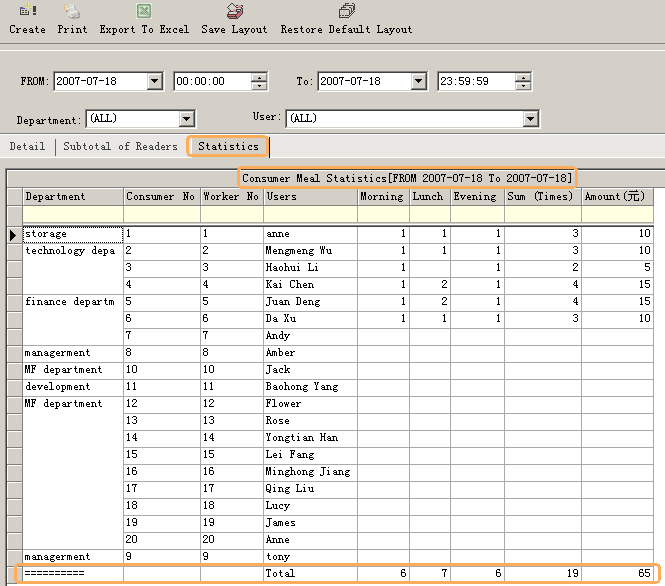 Create Print Export To Excel Save Layout Restore Default Layout
FROM: 2007-07-18 00:00:00 To: 2007-07-18 23:59:59
Department: (ALL) User: (ALL)
Detail Subtotal of Readers Statistics
Consumer Meal Statistics[FROM 2007-07-18 To 2007-07-18]
Department Consumer No Worker No Users Morning Lunch Evening Sum (Times) Amount(元)
storage 1 1 anne 1 1 1 3 10
technology depa 2 2 Mengmeng Wu 1 1 1 3 10
3 3 Haohui Li 1 1 2 5
4 4 Kai Chen 1 2 1 4 15
finance departm 5 5 Juan Deng 1 2 1 4 15
6 6 Da Xu 1 1 1 3 10
7 7 Andy
managerment 8 8 Amber
MF department 10 10 Jack
development 11 11 Baohong Yang
MF department 12 12 Flower
13 13 Rose
14 14 Yongtian Han
15 15 Lei Fang
16 16 Minghong Jiang
17 17 Qing Liu
18 18 Lucy
19 19 James
20 20 Anne
managerment 9 9 tony
========== Total 6 7 6 19 65